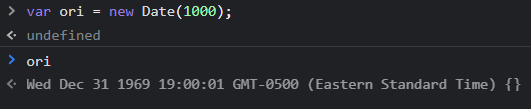 > var ori = new Date(1000);
<· undefined
> ori
<· Wed Dec 31 1969 19:00:01 GMT-0500 (Eastern Standard Time) {}